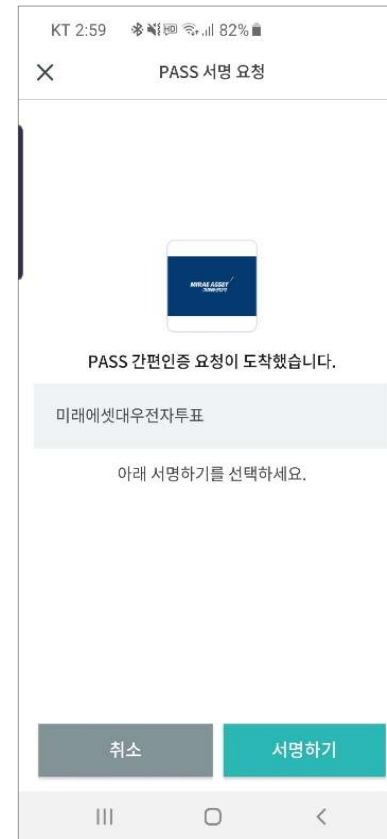 KT 2:59 82%
PASS 서명 요청
MIRAE ASSET
PASS 간편인증 요청이 도착했습니다.
미래에셋대우전자투표
아래 서명하기를 선택하세요.
취소 서명하기